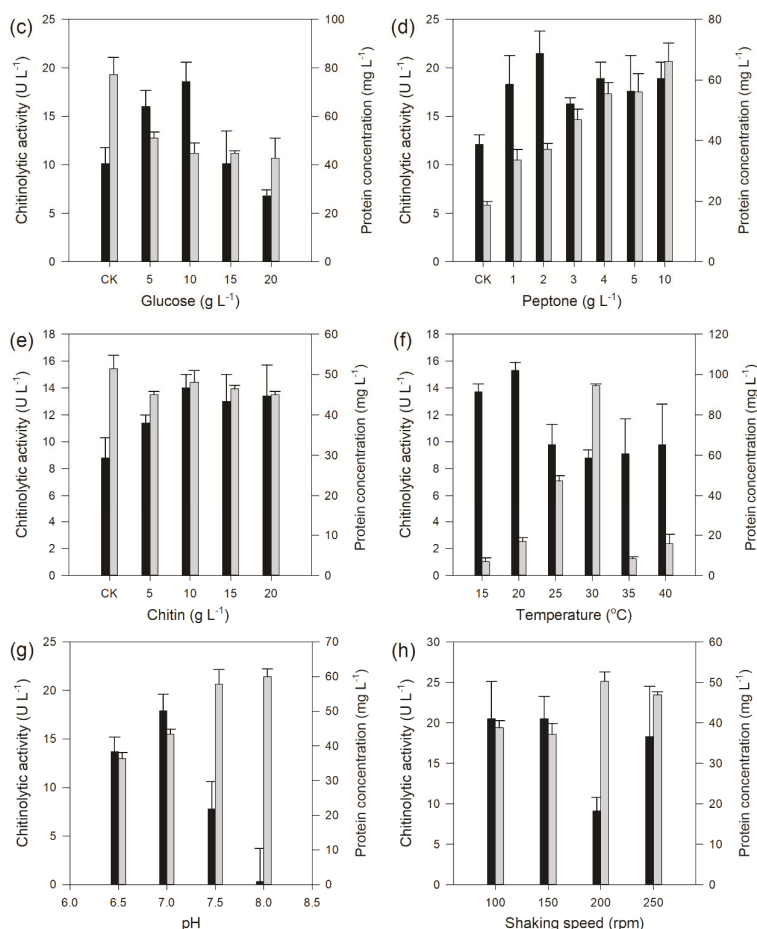 (c)
Chitinolytic activity (U L⁻¹)
25
20
15
10
5
0
100
80
60
40
20
0
Protein concentration (mg L⁻¹)
CK 5 10 15 20
Glucose (g L⁻¹)
(d)
Chitinolytic activity (U L⁻¹)
25
20
15
10
5
0
80
60
40
20
0
Protein concentration (mg L⁻¹)
CK 1 2 3 4 5 10
Peptone (g L⁻¹)
(e)
Chitinolytic activity (U L⁻¹)
18
16
14
12
10
8
6
4
2
0
60
50
40
30
20
10
0
Protein concentration (mg L⁻¹)
CK 5 10 15 20
Chitin (g L⁻¹)
(f)
Chitinolytic activity (U L⁻¹)
18
16
14
12
10
8
6
4
2
0
120
100
80
60
40
20
0
Protein concentration (mg L⁻¹)
15 20 25 30 35 40
Temperature (°C)
(g)
Chitinolytic activity (U L⁻¹)
25
20
15
10
5
0
70
60
50
40
30
20
10
0
Protein concentration (mg L⁻¹)
6.0 6.5 7.0 7.5 8.0 8.5
pH
(h)
Chitinolytic activity (U L⁻¹)
30
25
20
15
10
5
0
60
50
40
30
20
10
0
Protein concentration (mg L⁻¹)
100 150 200 250
Shaking speed (rpm)